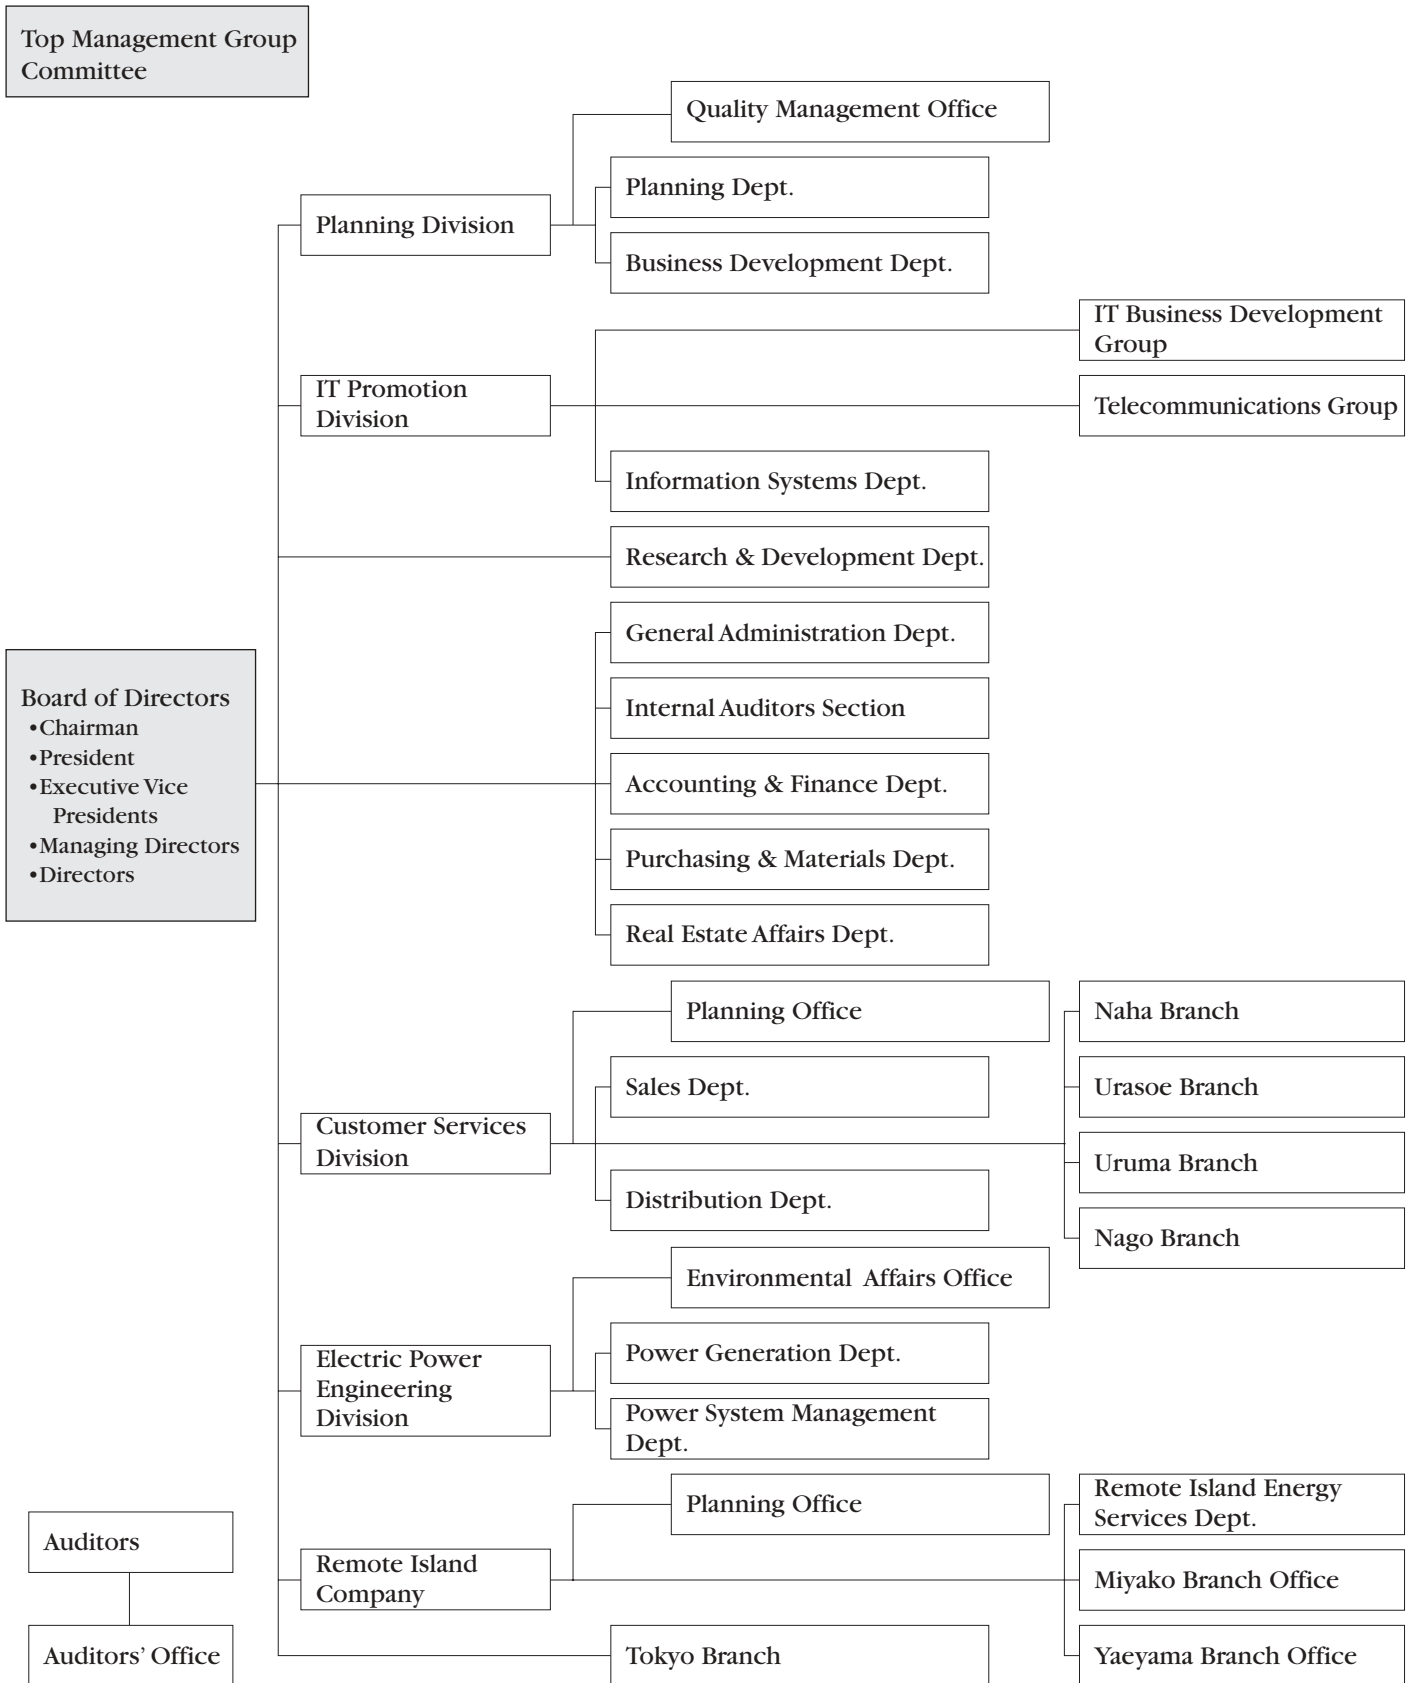 Top Management Group
Committee
Quality Management Office
Planning Dept.
Planning Division
Business Development Dept.
IT Business Development
Group
IT Promotion
Division
Telecommunications Group
Information Systems Dept.
Research & Development Dept.
General Administration Dept.
Internal Auditors Section
Board of Directors
•Chairman
•President
•Executive Vice
Presidents
•Managing Directors
•Directors
Accounting & Finance Dept.
Purchasing & Materials Dept.
Real Estate Affairs Dept.
Planning Office
Naha Branch
Sales Dept.
Urasoe Branch
Customer Services
Division
Uruma Branch
Distribution Dept.
Nago Branch
Environmental Affairs Office
Power Generation Dept.
Electric Power
Engineering
Division
Power System Management
Dept.
Planning Office
Remote Island Energy
Services Dept.
Auditors
Remote Island
Company
Miyako Branch Office
Auditors’ Office
Tokyo Branch
Yaeyama Branch Office